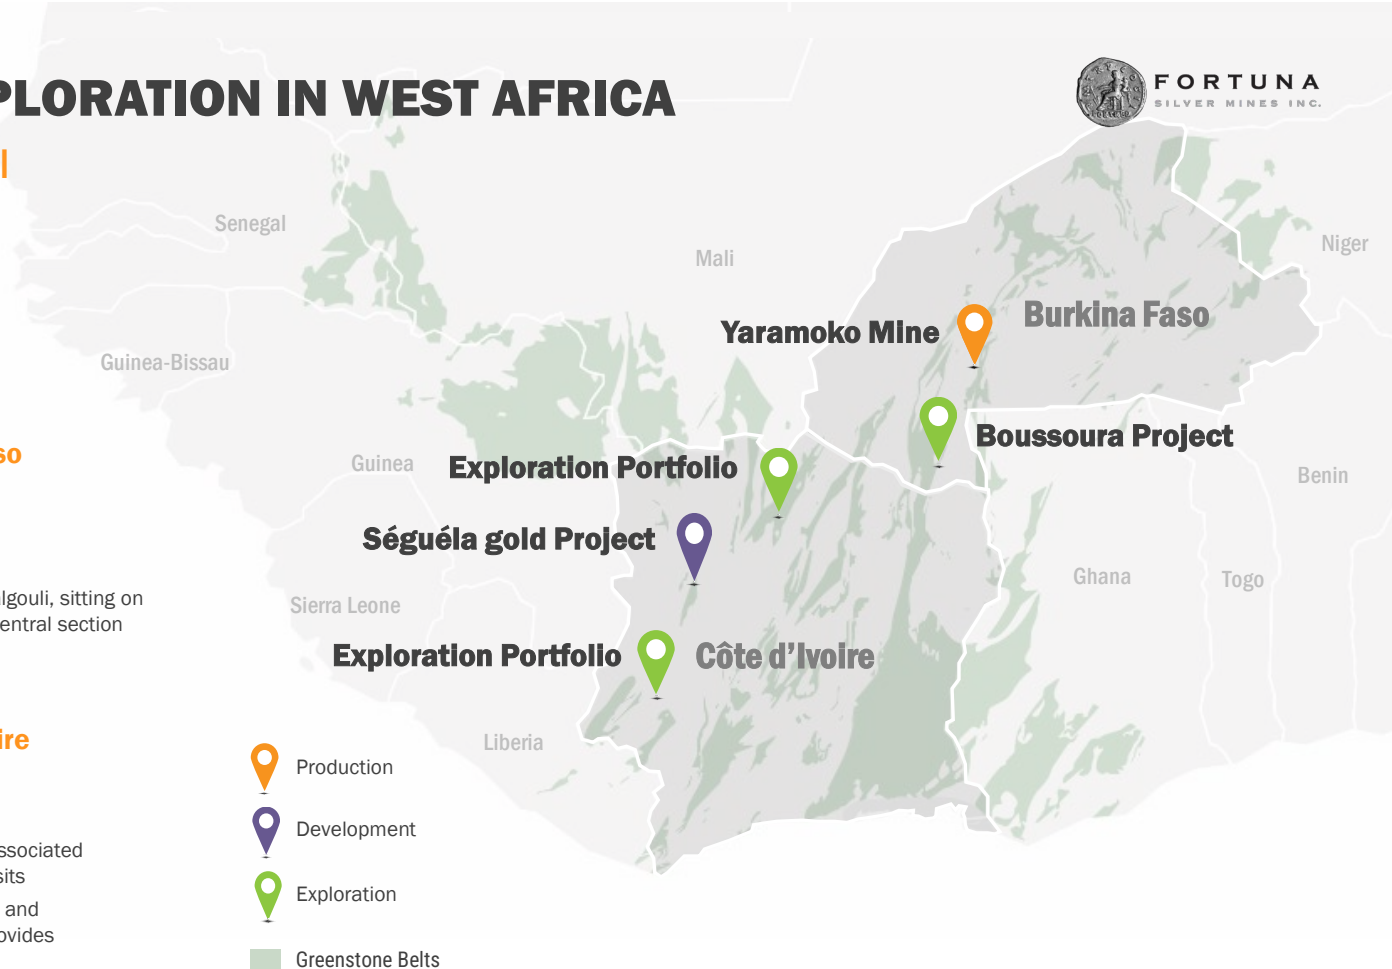 PLORATION IN WEST AFRICA
FORTUNA
SILVER MINES INC.
Senegal
Mali
Niger
Burkina Faso
Yaramoko Mine
Guinea-Bissau
Boussoura Project
so
Guinea
Exploration Portfolio
Benin
Séguéla gold Project
Ghana
Togo
lgouli, sitting on
entral section
Sierra Leone
Exploration Portfolio
Côte d'Ivoire
ire
Liberia
Production
Development
ssociated
sits
Exploration
and
ovides
Greenstone Belts